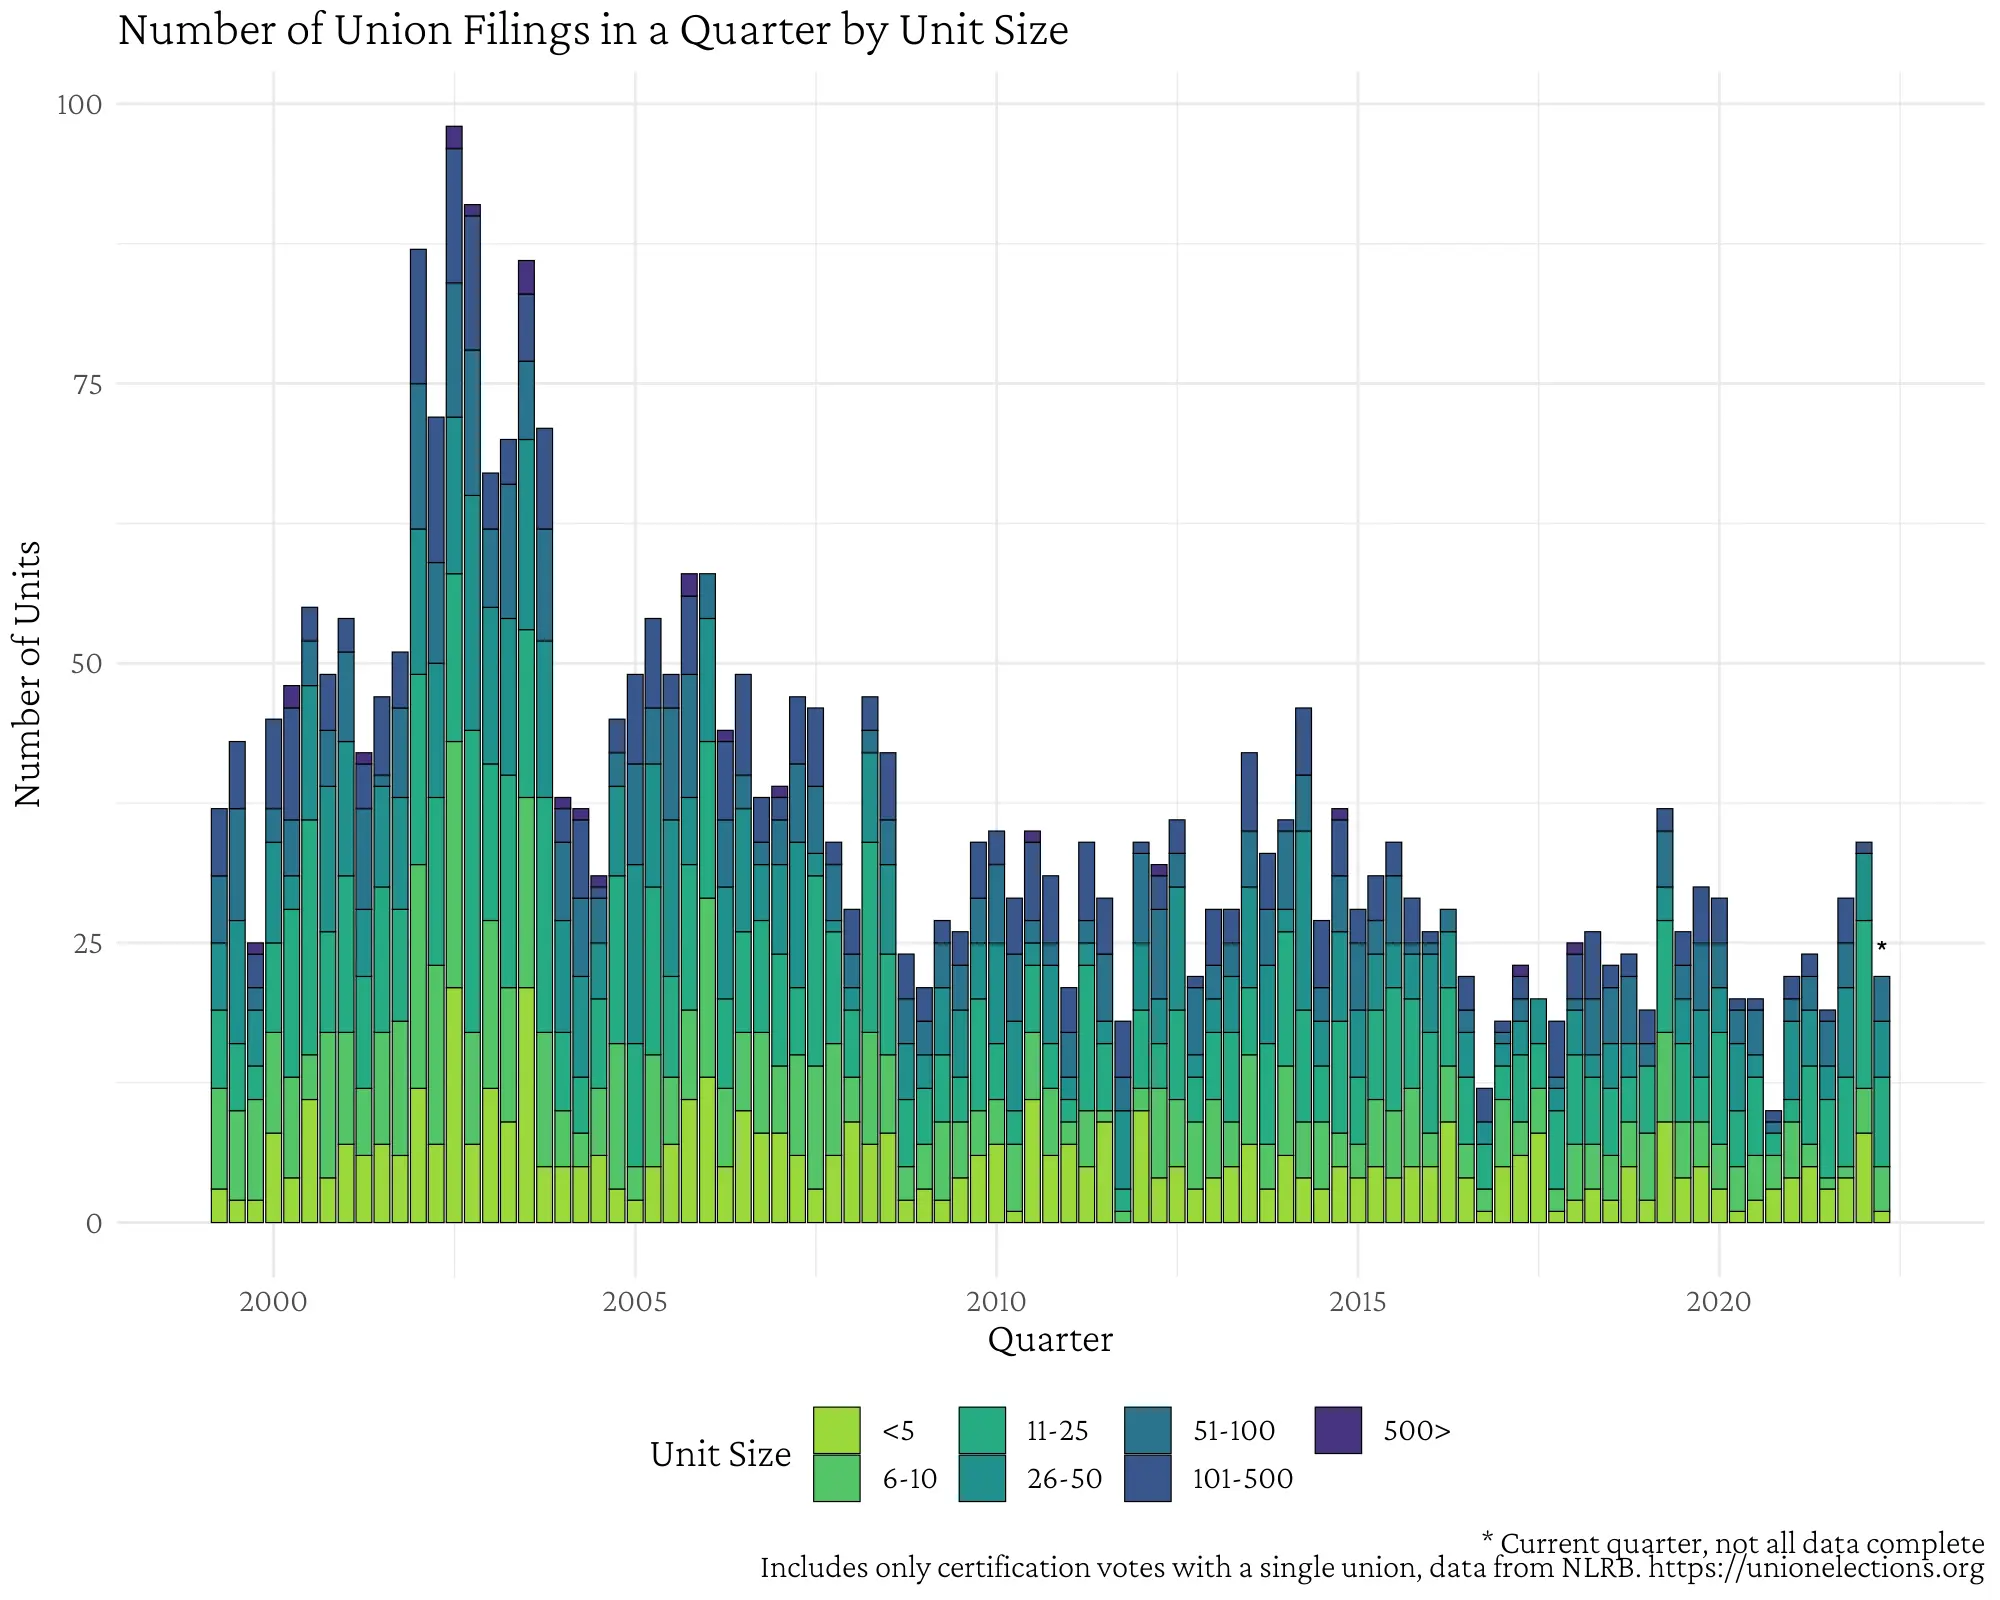 Number of Union Filings in a Quarter by Unit Size
100
75
50
25
0
Number of Units
*
2000 2005 2010 2015 2020
Quarter
Unit Size
<5 11-25 51-100 500>
6-10 26-50 101-500
* Current quarter, not all data complete
Includes only certification votes with a single union, data from NLRB. https://unionelections.org